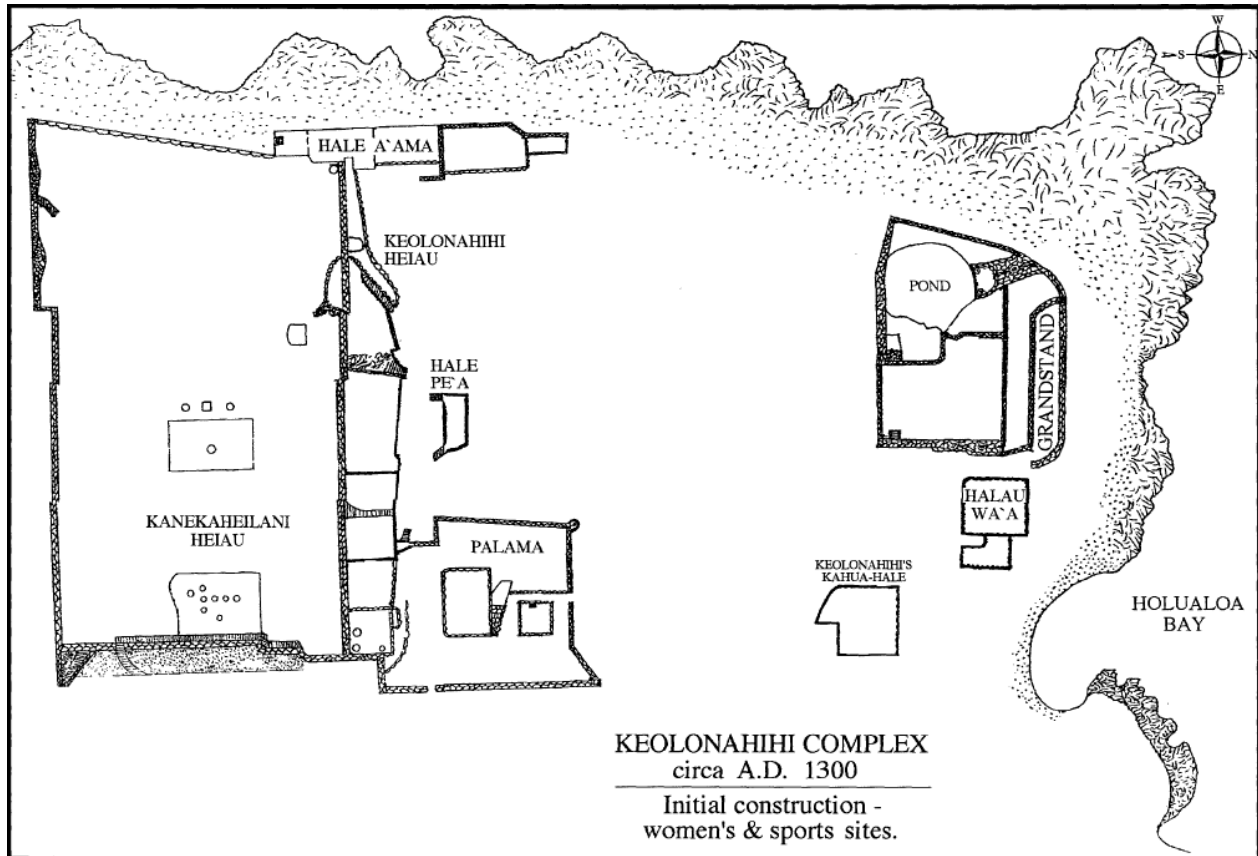 W
S
N
E
HALE A`AMA
KEOLONAHIHI
HEIAU
POND
GRANDSTAND
HALE
PE`A
KANEKAHEILANI
HEIAU
PALAMA
HALAU
WA`A
KEOLONAHIHI'S
KAHUA-HALE
HOLUALOA
BAY
KEOLONAHIHI COMPLEX
circa A.D. 1300
Initial construction -
women's & sports sites.